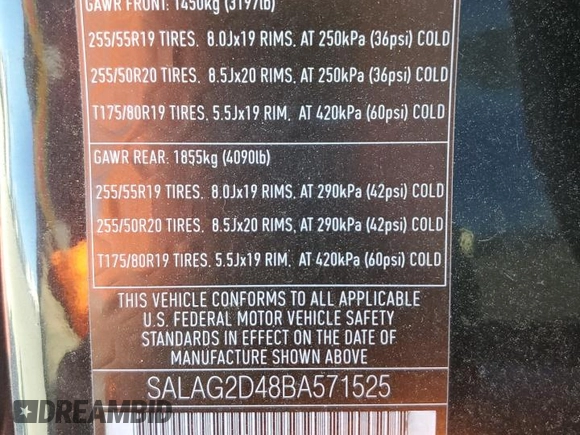 GAWR FRONT: 1450kg (3197lb)
255/55R19 TIRES, 8.0Jx19 RIMS, AT 250kPa (36psi) COLD
255/50R20 TIRES, 8.5Jx20 RIMS, AT 250kPa (36psi) COLD
T175/80R19 TIRES, 5.5Jx19 RIM, AT 420kPa (60psi) COLD
GAWR REAR: 1855kg (4090lb)
255/55R19 TIRES, 8.0Jx19 RIMS, AT 290kPa (42psi) COLD
255/50R20 TIRES, 8.5Jx20 RIMS, AT 290kPa (42psi) COLD
T175/80R19 TIRES, 5.5Jx19 RIM, AT 420kPa (60psi) COLD
THIS VEHICLE CONFORMS TO ALL APPLICABLE
U.S. FEDERAL MOTOR VEHICLE SAFETY
STANDARDS IN EFFECT ON THE DATE OF
MANUFACTURE SHOWN ABOVE
SALAG2D48BA571525
DREAMBID